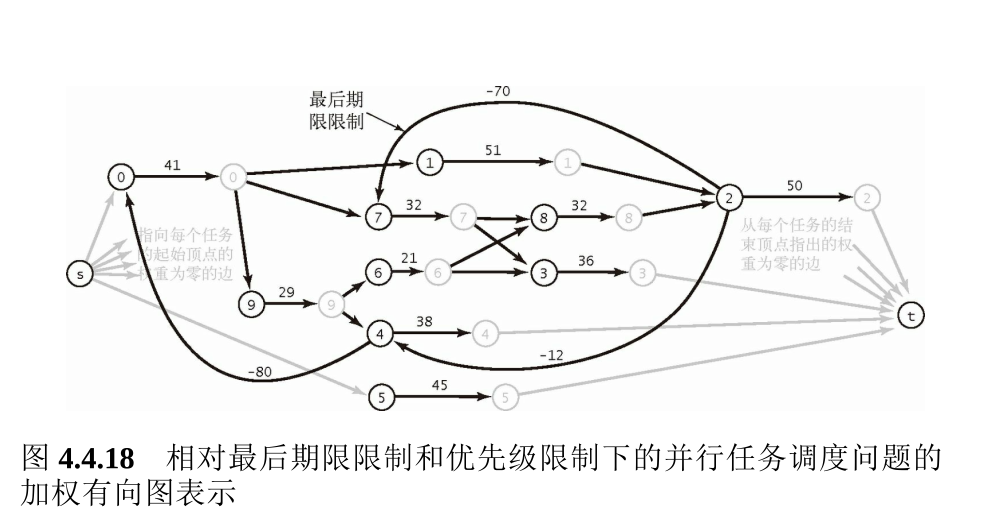 -70
最后期
限限制
41
51
50
0
0
1
1
2
2
32
32
7
7
8
8
指向每个任务
的起始顶点的
权重为零的边
从每个任务的结
束顶点指出的权
重为零的边
21
36
s
6
6
3
3
29
9
9
t
38
4
4
-12
-80
45
5
5
图 4.4.18 相对最后期限限制和优先级限制下的并行任务调度问题的
加权有向图表示